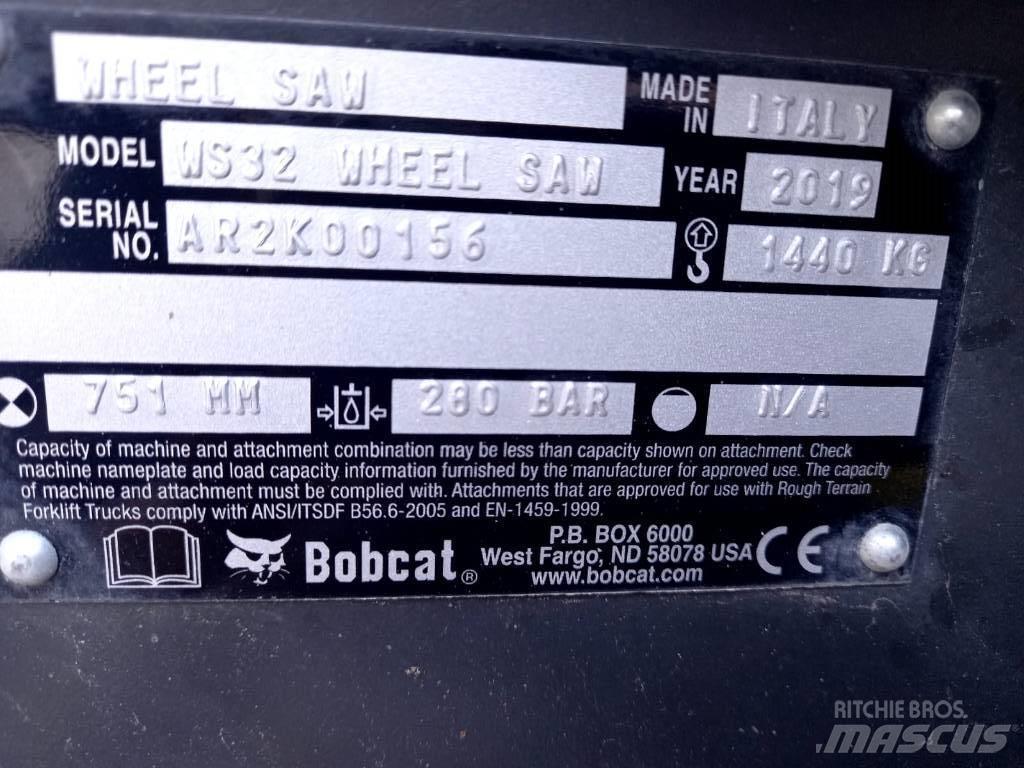 WHEEL SAW
MADE IN ITALY
MODEL WS32 WHEEL SAW
YEAR 2019
SERIAL NO. AR2K00156
1440 KG
751 MM
280 BAR
N/A
Capacity of machine and attachment combination may be less than capacity shown on attachment. Check
machine nameplate and load capacity information furnished by the manufacturer for approved use. The capacity
of machine and attachment must be complied with. Attachments that are approved for use with Rough Terrain
Forklift Trucks comply with ANSI/ITSDF B56.6-2005 and EN-1459-1999.
Bobcat®
P.B. BOX 6000
West Fargo, ND 58078 USA
www.bobcat.com
CE
RITCHIE BROS.
MASCUS